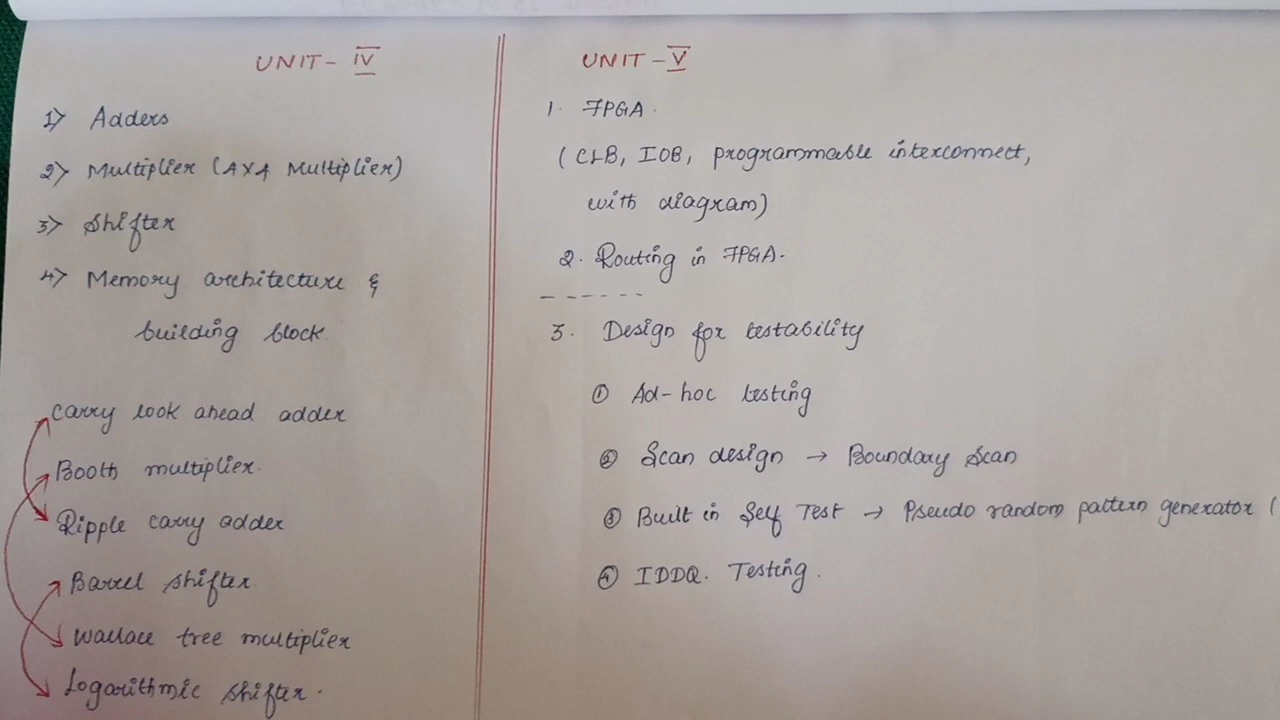 UNIT - IV
1> Adders
2> Multiplier (4x4 Multiplier)
3> Shifter
4> Memory architecture &
building block
Carry look ahead adder
Booth multiplier.
Ripple carry adder
Barrel shifter
Wallace tree multiplier
Logarithmic shifter.
UNIT - V
1. FPGA.
(CLB, IOB, programmable interconnect,
with diagram)
2. Routing in FPGA.
3. Design for testability
① Ad-hoc testing
② Scan design → Boundary Scan
③ Built in Self Test → Pseudo random pattern generator (
④ IDDQ. Testing.